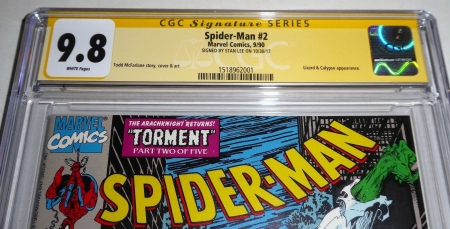 CGC Signature SERIES
9.8
WHITE Pages
Spider-Man #2
Marvel Comics, 9/90
SIGNED BY STAN LEE ON 10/28/17
Todd McFarlane story, cover & art
Lizard & Calypso appearance.
1518962001
MARVEL
COMICS
THE ARACHKNIGHT RETURNS!
"TORMENT"
PART TWO OF FIVE
SPIDER-MAN